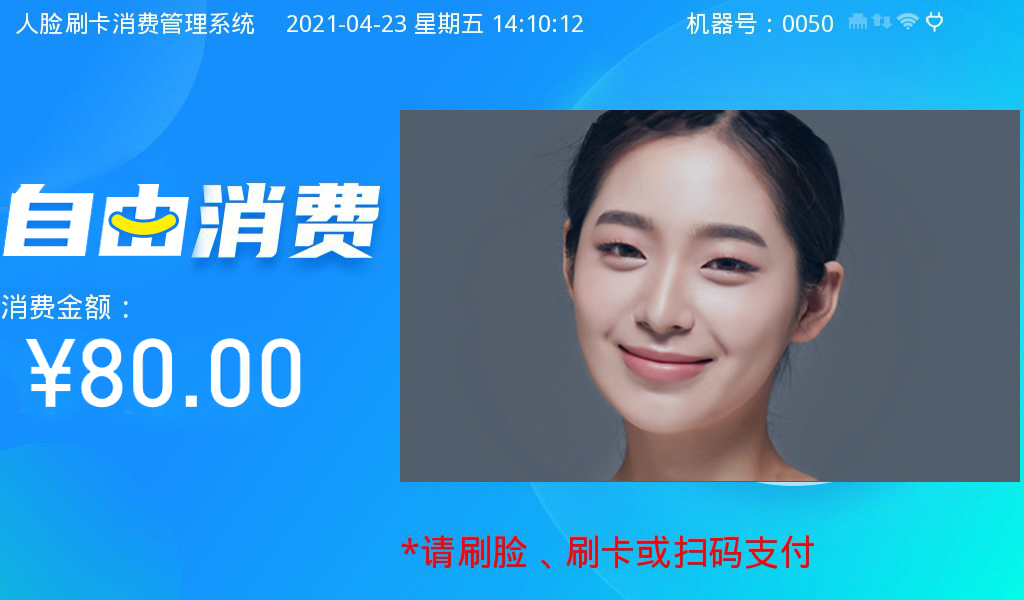 人脸刷卡消费管理系统 2021-04-23 星期五 14:10:12 机器号：0050
自由消费
消费金额：
¥80.00
*请刷脸、刷卡或扫码支付